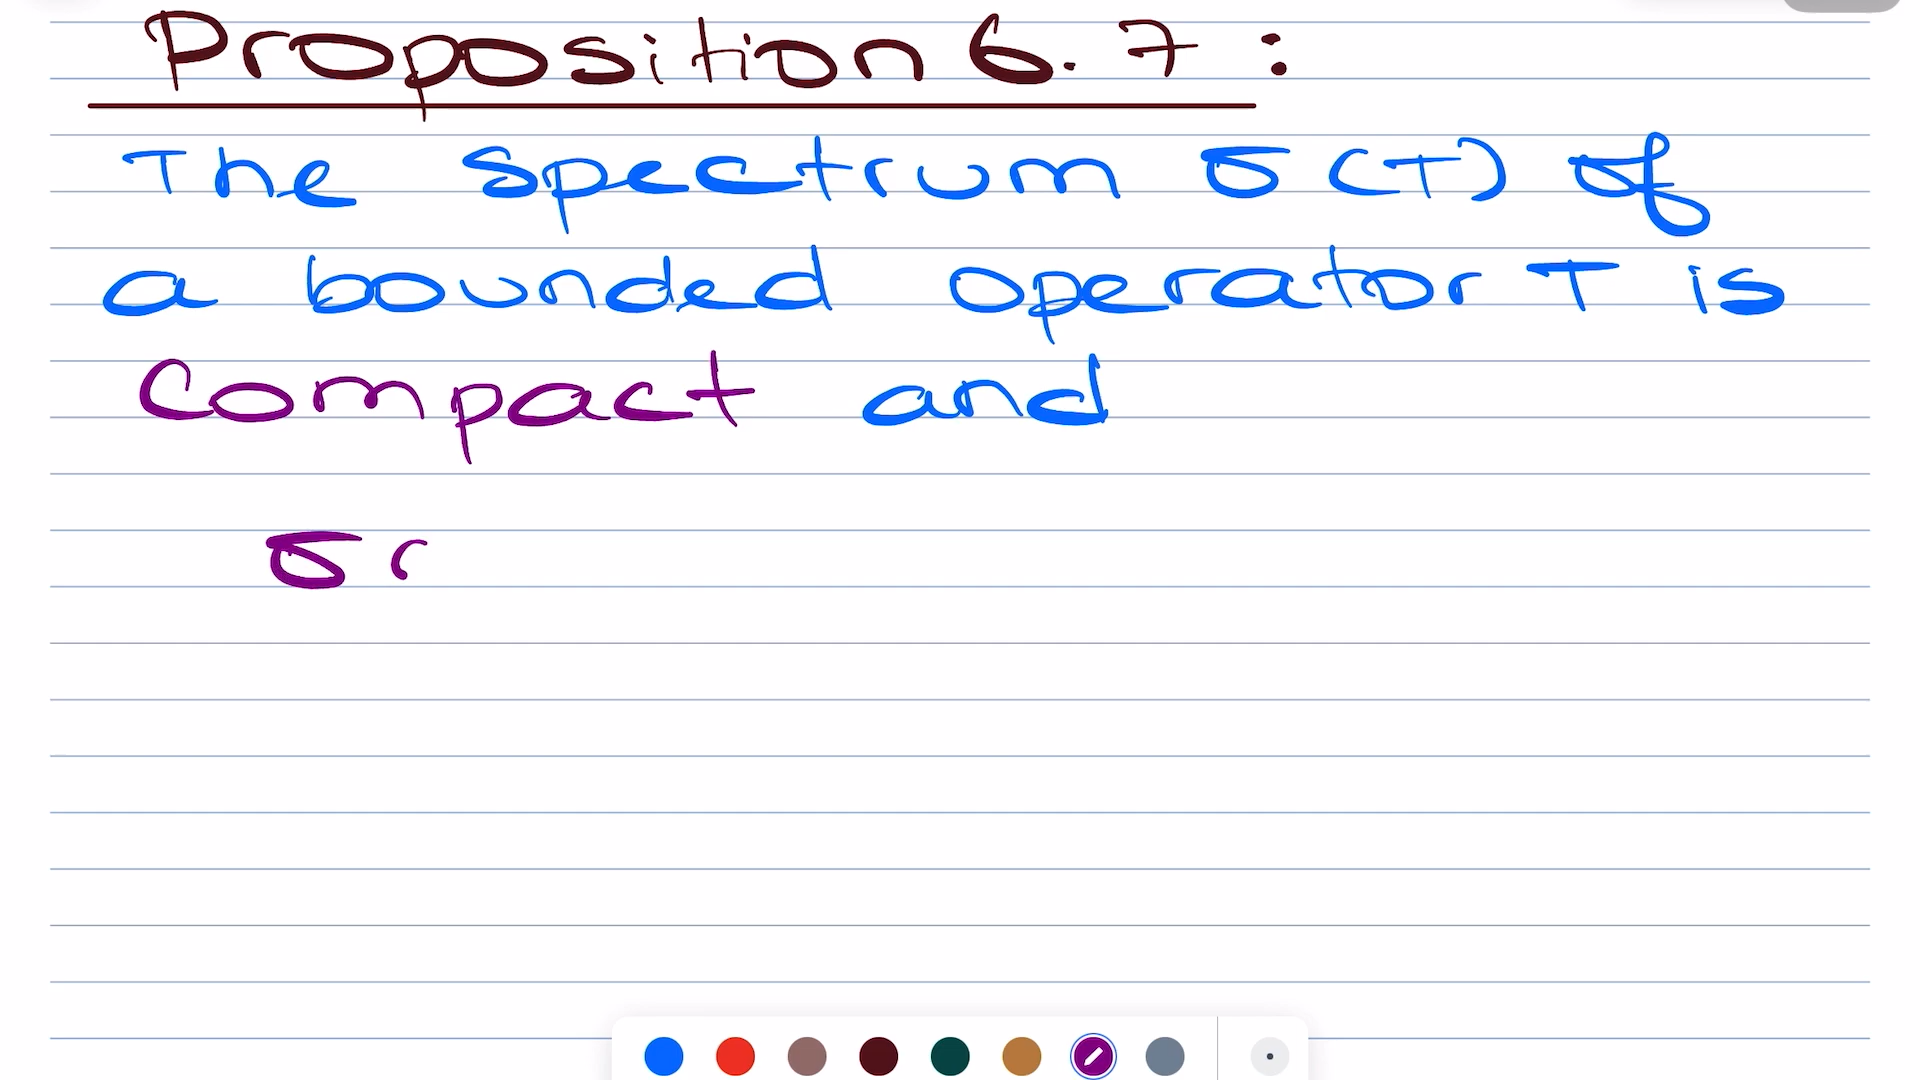 Proposition 6.7:
The spectrum σ(T) of
a bounded operator T is
Compact and
σ(